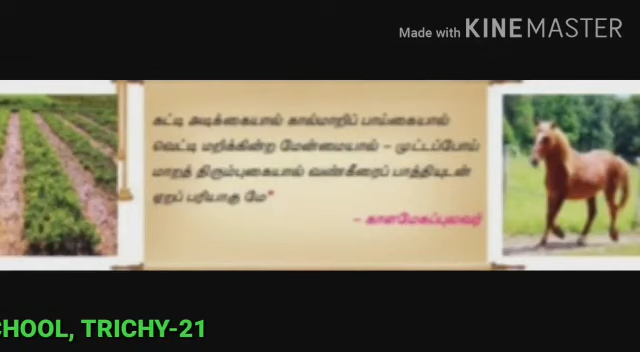 Made with KINEMASTER
கட்டி அடிக்கையால் கால்மாறிப் பாய்கையால்
வெட்டி மறிக்கின்ற மேன்மையால் – முட்டப்போய்
மாறத் திரும்புகையால் வண்கீரைப் பாத்தியுடன்
ஏறப் பரியாகு மே"
– காளமேகப்புலவர்
CHOOL, TRICHY-21